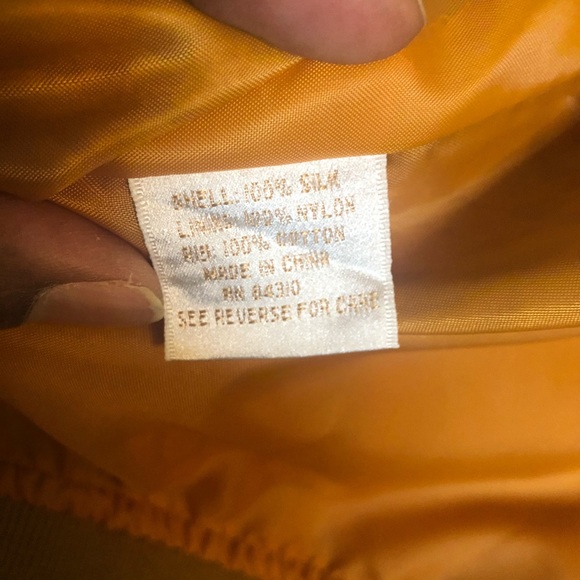 SHELL: 100% SILK
LINING: 100% NYLON
RIB: 100% COTTON
MADE IN CHINA
RN 84310
SEE REVERSE FOR CARE